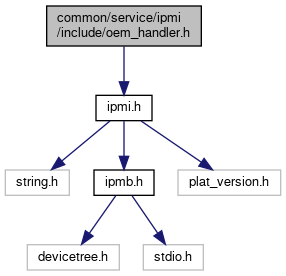 common/service/ipmi
/include/oem_handler.h
ipmi.h
string.h
ipmb.h
plat_version.h
devicetree.h
stdio.h